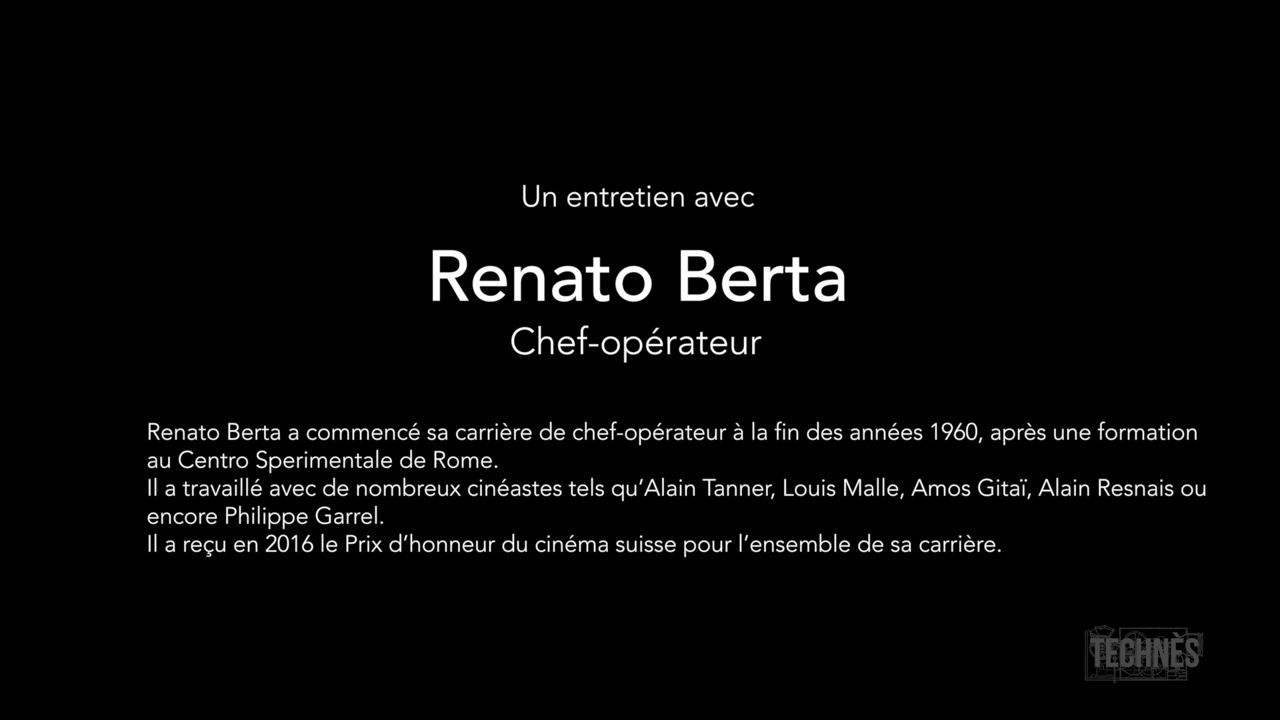 Un entretien avec
Renato Berta
Chef-opérateur
Renato Berta a commencé sa carrière de chef-opérateur à la fin des années 1960, après une formation
au Centro Sperimentale de Rome.
Il a travaillé avec de nombreux cinéastes tels qu’Alain Tanner, Louis Malle, Amos Gitaï, Alain Resnais ou
encore Philippe Garrel.
Il a reçu en 2016 le Prix d’honneur du cinéma suisse pour l’ensemble de sa carrière.
TECHNÈS